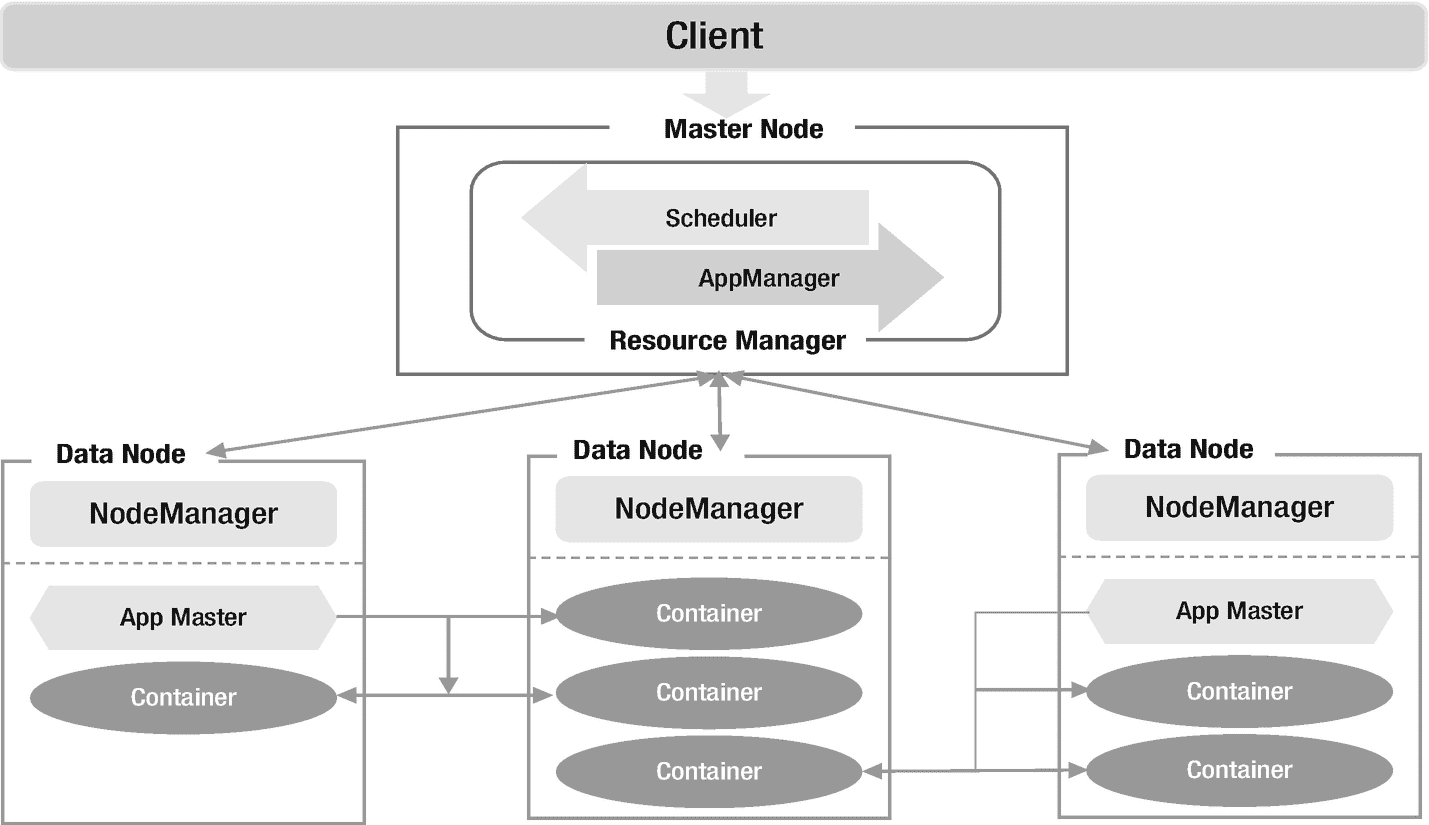 Client
Master Node
Scheduler
AppManager
Resource Manager
Data Node
NodeManager
App Master
Container
Data Node
NodeManager
Container
Container
Container
Data Node
NodeManager
App Master
Container
Container